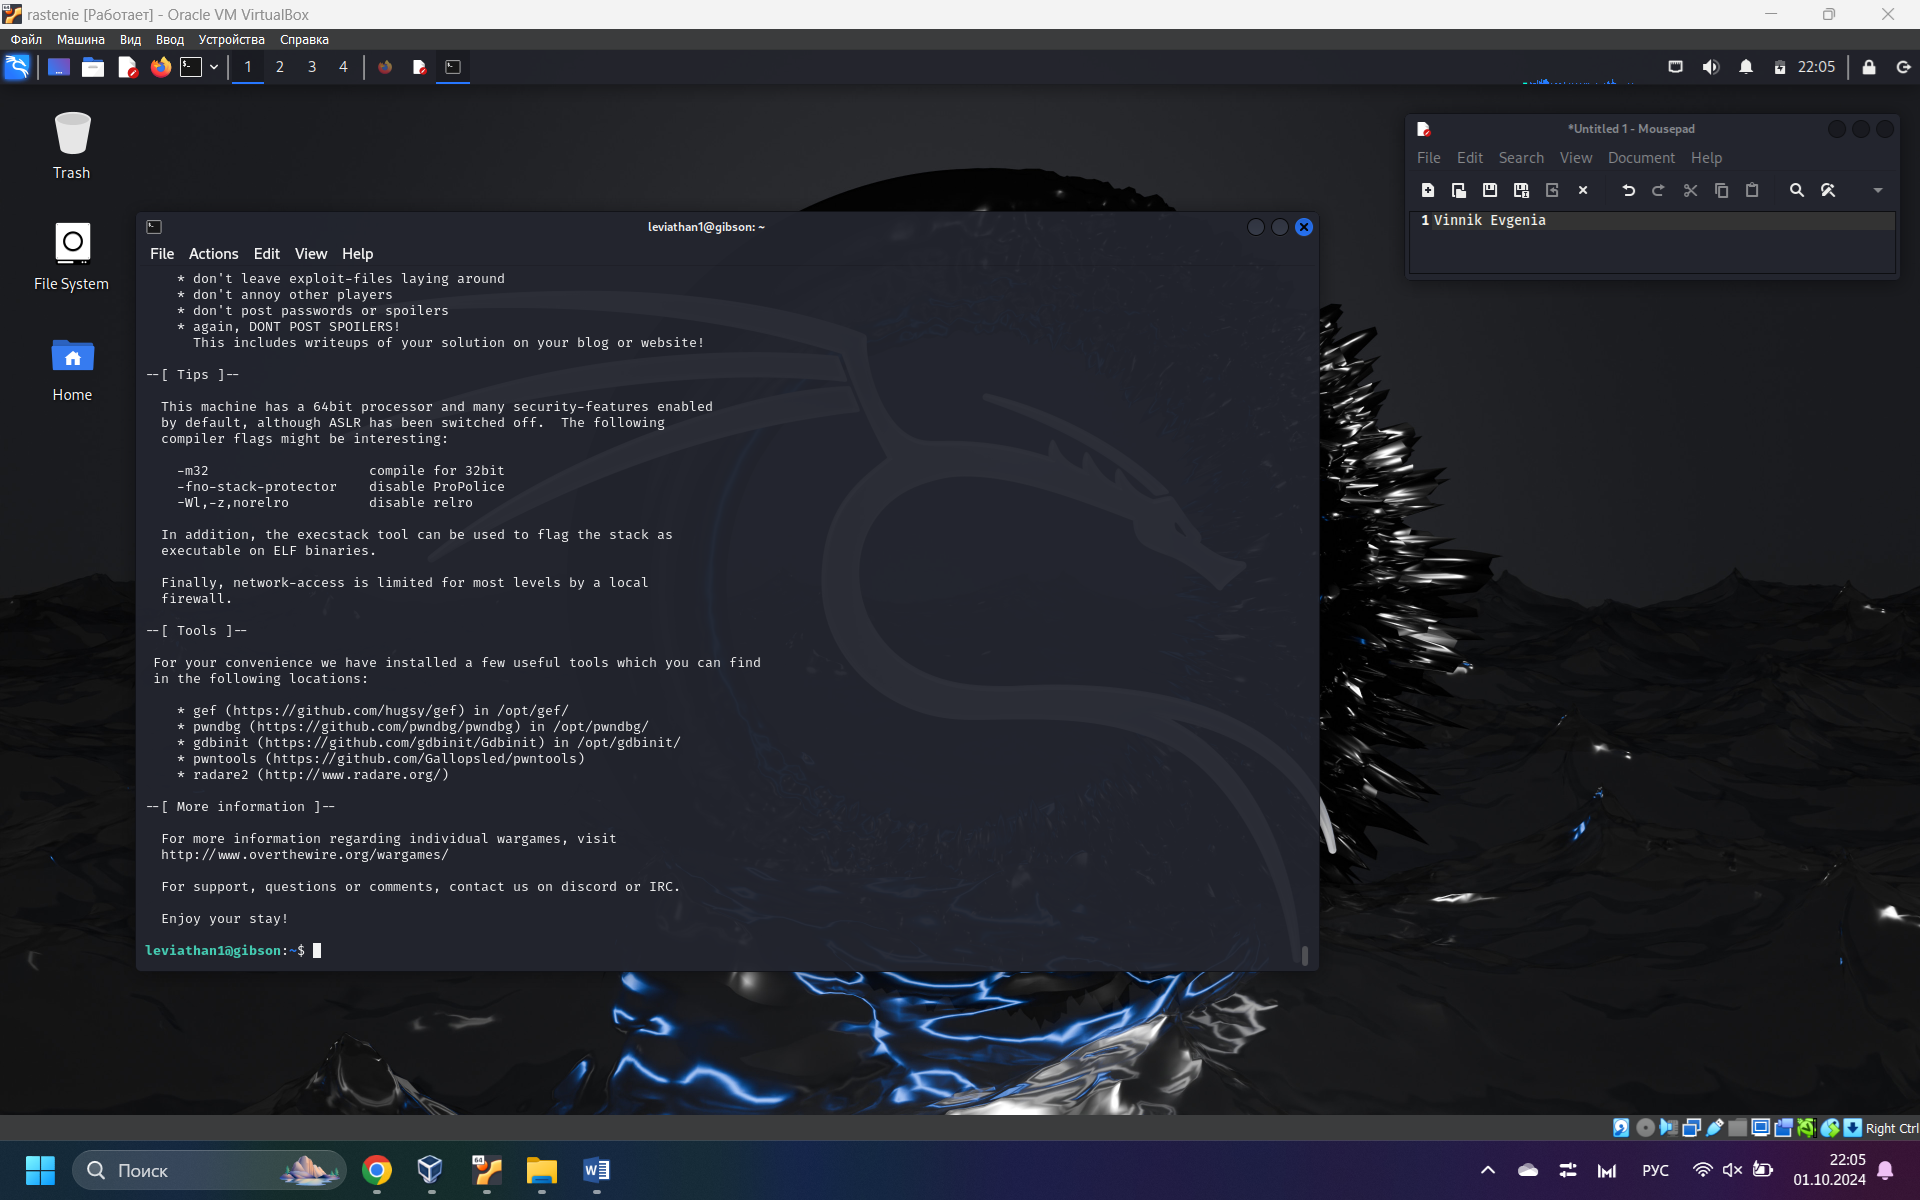 rastenie [Работает] - Oracle VM VirtualBox
Файл Машина Вид Ввод Устройства Справка
1 2 3 4
22:05
Trash
File System
Home
*Untitled 1 - Mousepad
File Edit Search View Document Help
1 Vinnik Evgenia
leviathan1@gibson: ~
File Actions Edit View Help
* don't leave exploit-files laying around
* don't annoy other players
* don't post passwords or spoilers
* again, DONT POST SPOILERS!
This includes writeups of your solution on your blog or website!
--[ Tips ]--
This machine has a 64bit processor and many security-features enabled
by default, although ASLR has been switched off.  The following
compiler flags might be interesting:
-m32                    compile for 32bit
-fno-stack-protector    disable ProPolice
-Wl,-z,norelro          disable relro
In addition, the execstack tool can be used to flag the stack as
executable on ELF binaries.
Finally, network-access is limited for most levels by a local
firewall.
--[ Tools ]--
For your convenience we have installed a few useful tools which you can find
in the following locations:
* gef (https://github.com/hugsy/gef) in /opt/gef/
* pwndbg (https://github.com/pwndbg/pwndbg) in /opt/pwndbg/
* gdbinit (https://github.com/gdbinit/Gdbinit) in /opt/gdbinit/
* pwntools (https://github.com/Gallopsled/pwntools)
* radare2 (http://www.radare.org/)
--[ More information ]--
For more information regarding individual wargames, visit
http://www.overthewire.org/wargames/
For support, questions or comments, contact us on discord or IRC.
Enjoy your stay!
leviathan1@gibson:~$
Right Ctrl
Поиск
64
W
РУС
22:05
01.10.2024